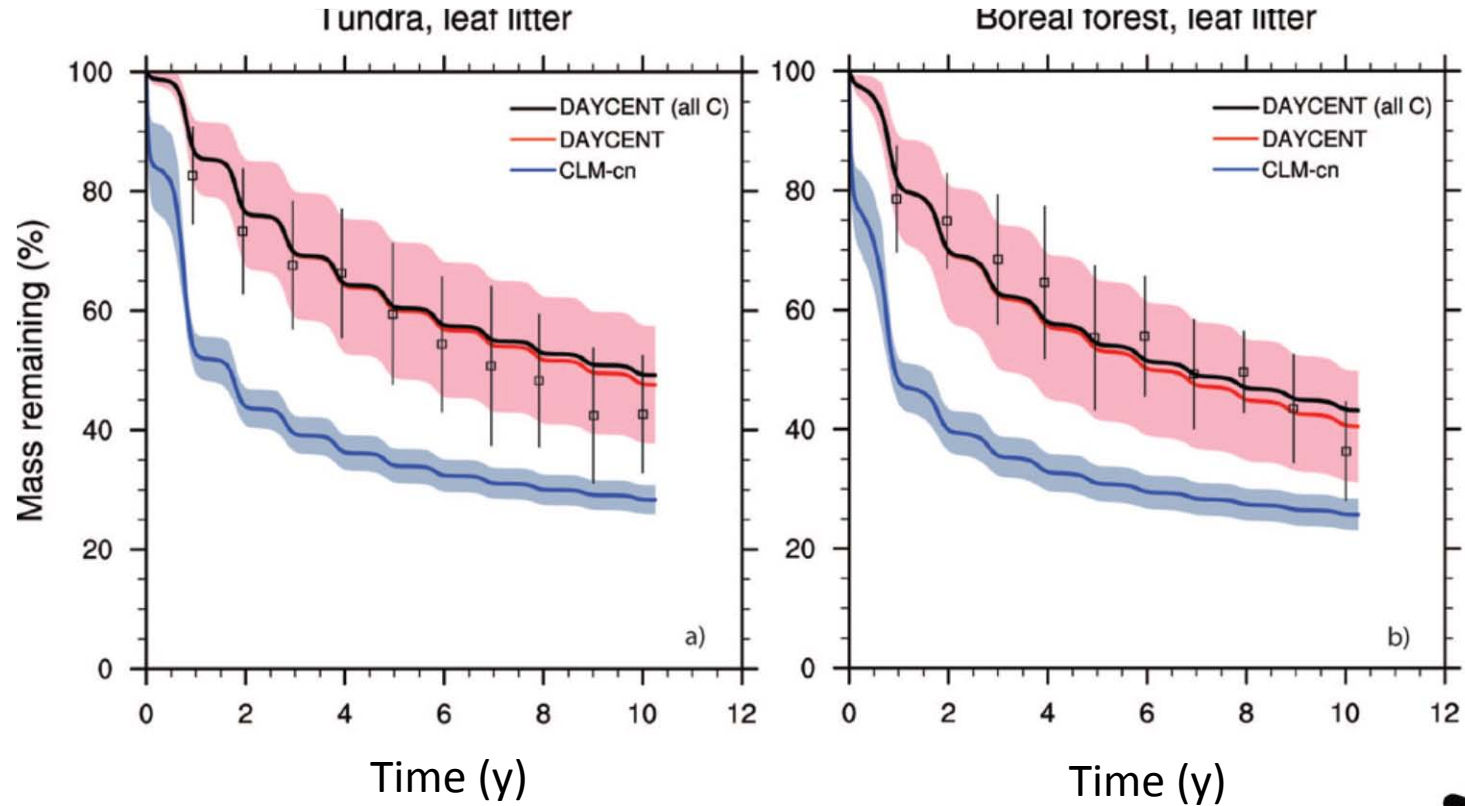 Tundra, leaf litter
Boreal forest, leaf litter
Mass remaining (%)
100
80
60
40
20
0
DAYCENT (all C)
DAYCENT
CLM-cn
a)
0 2 4 6 8 10 12
Time (y)
100
80
60
40
20
0
DAYCENT (all C)
DAYCENT
CLM-cn
b)
0 2 4 6 8 10 12
Time (y)